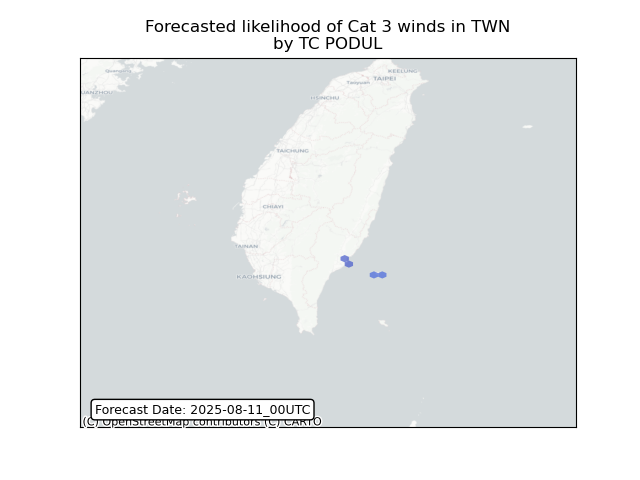 Forecasted likelihood of Cat 3 winds in TWN
by TC PODUL
KEELUNG
TAIPEI
Taoyuan
HSINCHU
TAICHUNG
CHIAYI
TAINAN
KAOHSIUNG
Forecast Date: 2025-08-11_00UTC
(C) OpenStreetMap contributors (C) CARTO